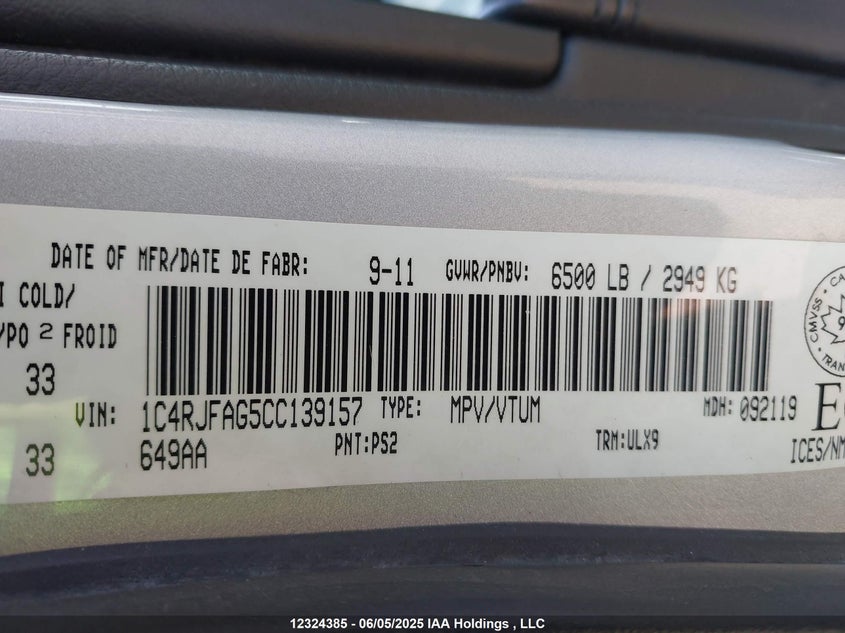 DATE OF MFR/DATE DE FABR: 9-11 GVWR/PNBV: 6500 LB / 2949 KG
I COLD/
/PO 2 FROID
33
VIN: 1C4RJFAG5CC139157 TYPE: MPV/VTUM MDH: 092119
33 649AA PNT:PS2 TRM:ULX9 ICES/NM
CMVSS
TRAN
12324385 - 06/05/2025 IAA Holdings , LLC